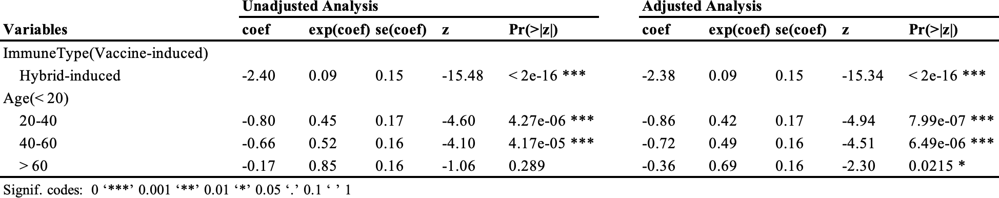 Unadjusted Analysis Adjusted Analysis
Variables coef exp(coef) se(coef) z Pr(>|z|) coef exp(coef) se(coef) z Pr(>|z|)
ImmuneType(Vaccine-induced)
Hybrid-induced -2.40 0.09 0.15 -15.48 < 2e-16 *** -2.38 0.09 0.15 -15.34 < 2e-16 ***
Age(< 20)
20-40 -0.80 0.45 0.17 -4.60 4.27e-06 *** -0.86 0.42 0.17 -4.94 7.99e-07 ***
40-60 -0.66 0.52 0.16 -4.10 4.17e-05 *** -0.72 0.49 0.16 -4.51 6.49e-06 ***
> 60 -0.17 0.85 0.16 -1.06 0.289 -0.36 0.69 0.16 -2.30 0.0215 *
Signif. codes: 0 ‘***’ 0.001 ‘**’ 0.01 ‘*’ 0.05 ‘.’ 0.1 ‘ ’ 1